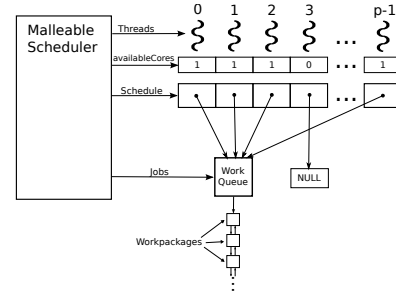 0 1 2 3 p-1
Malleable
Scheduler
Threads
...
availableCores
1 1 1 0 ... 1
Schedule
...
Jobs
Work
Queue
NULL
Workpackages